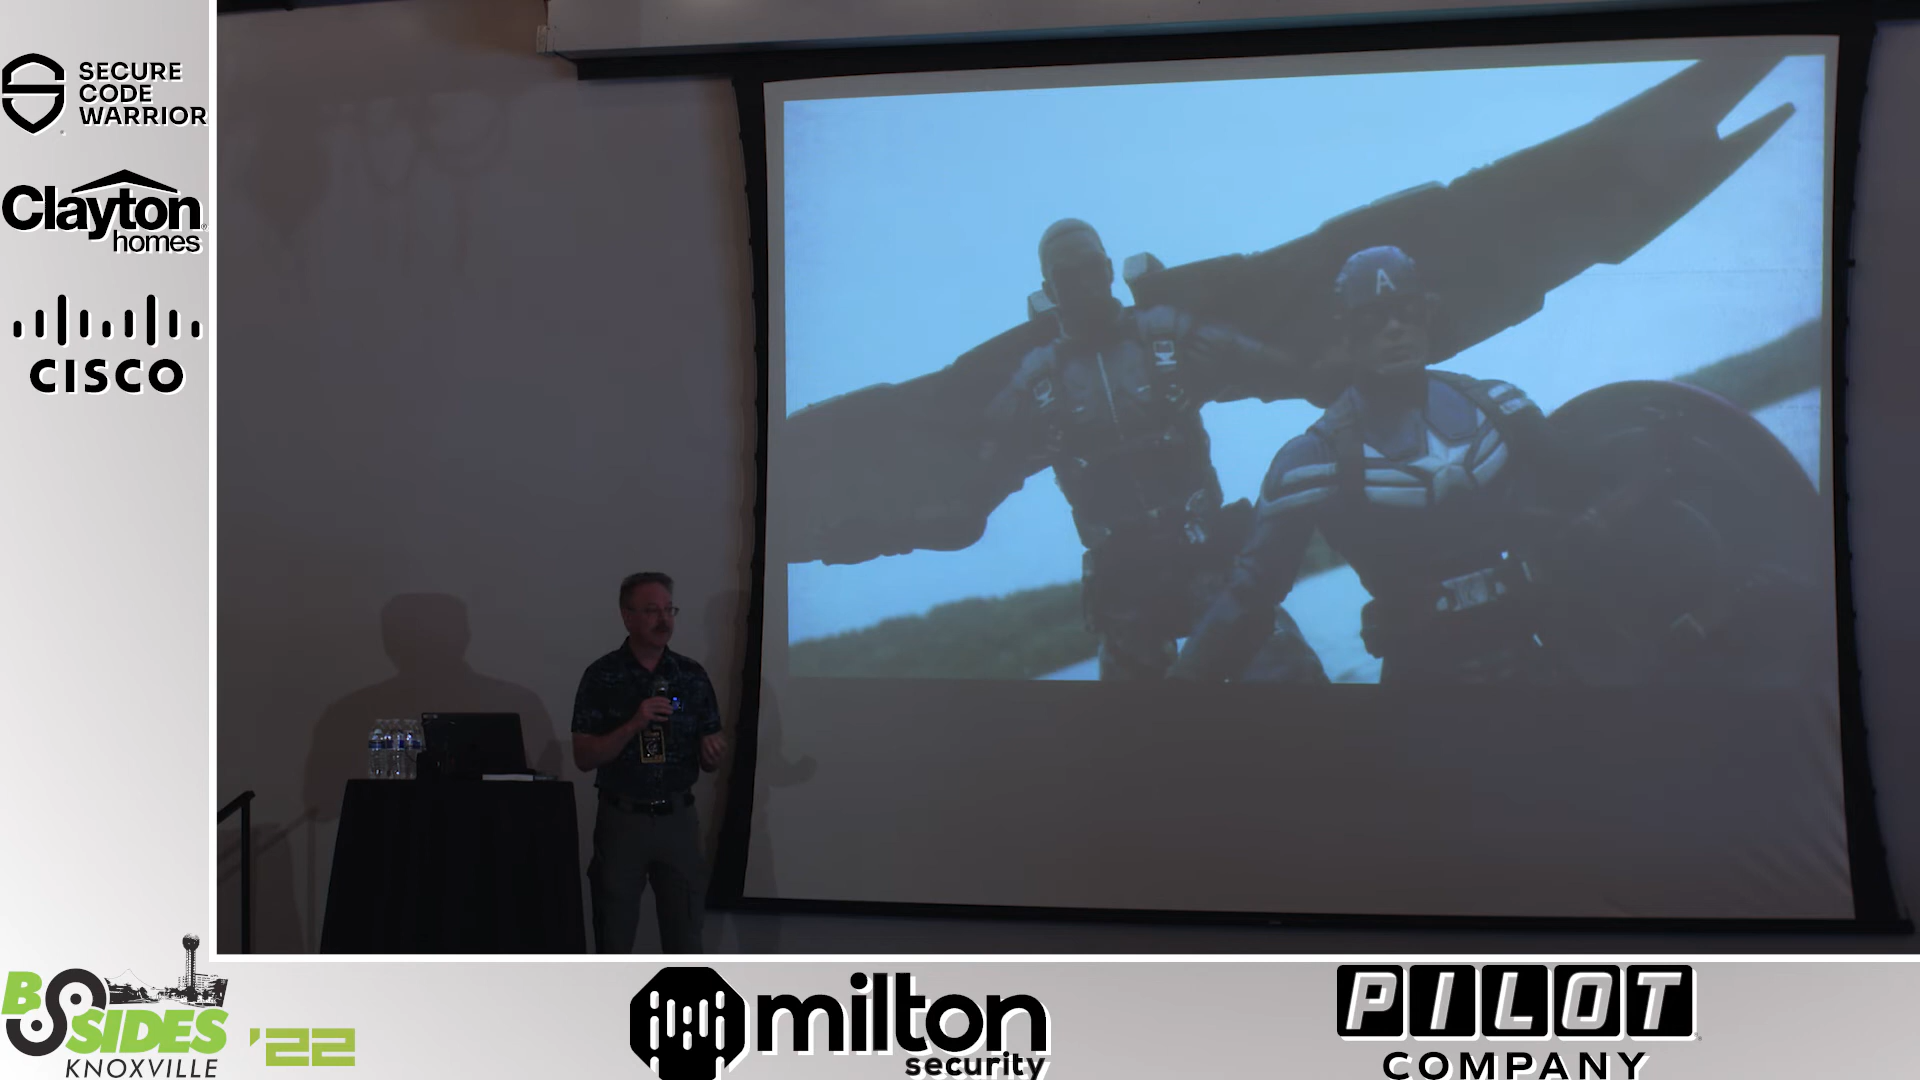 SECURE
CODE
WARRIOR
Clayton
homes
CISCO
A
BSIDES
KNOXVILLE
'22
milton
security
PILOT
COMPANY